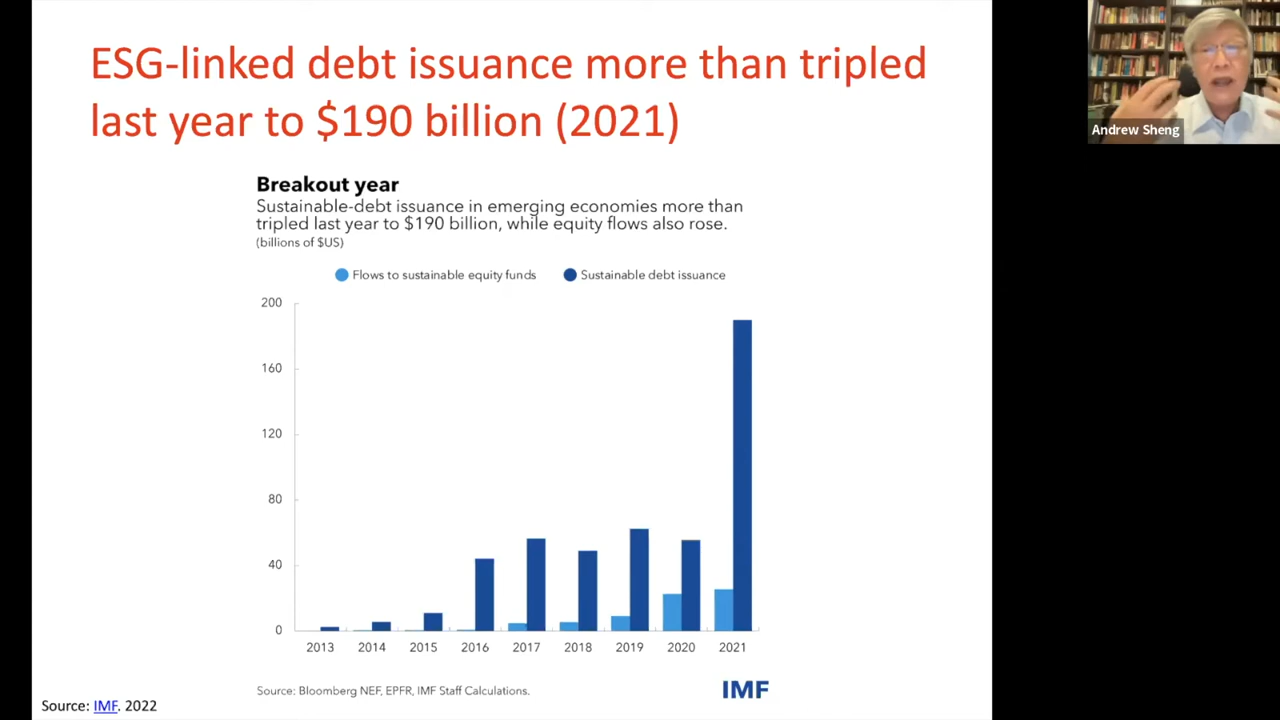 ESG-linked debt issuance more than tripled
last year to $190 billion (2021)
Andrew Sheng
Breakout year
Sustainable-debt issuance in emerging economies more than
tripled last year to $190 billion, while equity flows also rose.
(billions of $US)
Flows to sustainable equity funds
Sustainable debt issuance
200
160
120
80
40
0
2013 2014 2015 2016 2017 2018 2019 2020 2021
Source: Bloomberg NEF, EPFR, IMF Staff Calculations.
IMF
Source: IMF. 2022